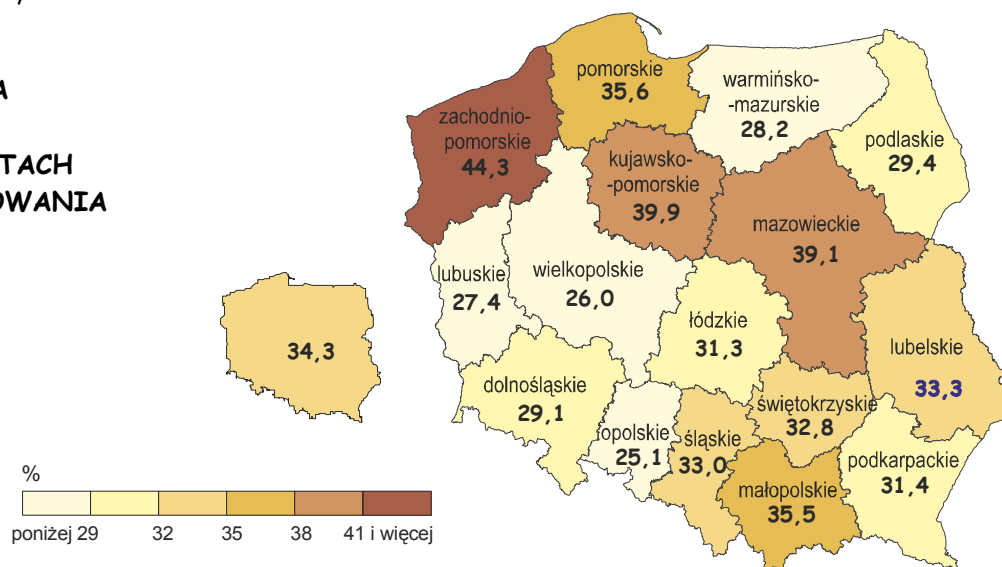 A
TACH
OWANIA
pomorskie
35,6
warmińsko-
-mazurskie
28,2
zachodnio-
pomorskie
44,3
podlaskie
29,4
kujawsko-
-pomorskie
39,9
mazowieckie
39,1
lubuskie
27,4
wielkopolskie
26,0
łódzkie
31,3
34,3
lubelskie
33,3
dolnośląskie
29,1
świętokrzyskie
32,8
opolskie
25,1
śląskie
33,0
podkarpackie
31,4
małopolskie
35,5
%
poniżej 29 32 35 38 41 i więcej